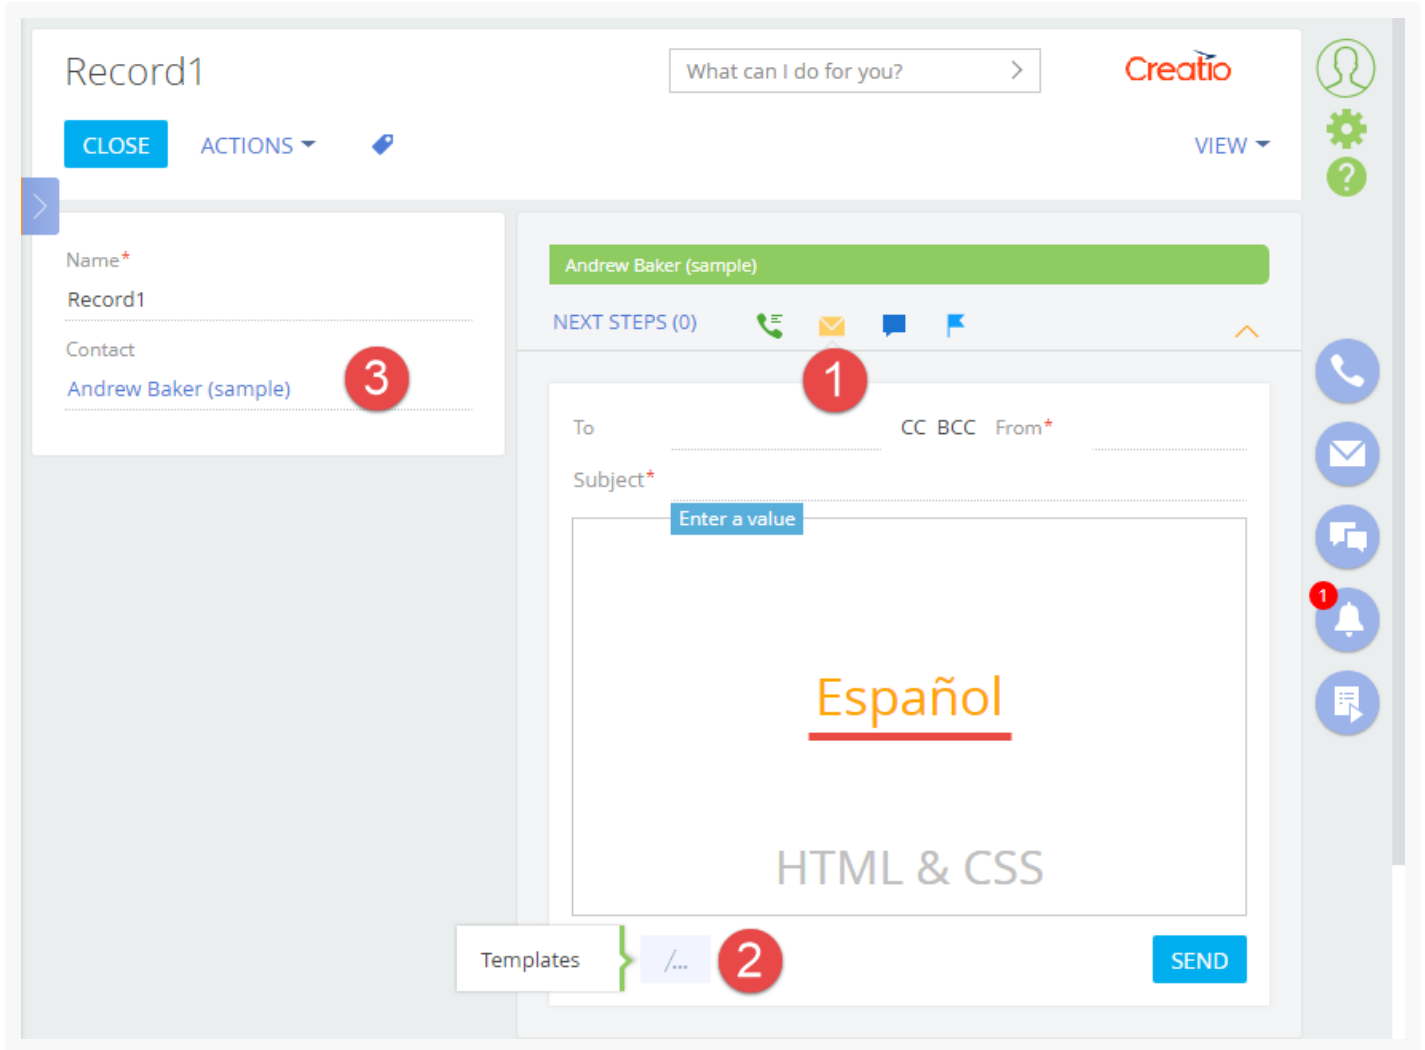 Record1
What can I do for you?
Creatio
CLOSE
ACTIONS
VIEW
Name*
Record1
Contact
Andrew Baker (sample)
3
Andrew Baker (sample)
NEXT STEPS (0)
1
To
CC BCC From*
Subject*
Enter a value
Español
HTML & CSS
Templates
/...
2
SEND
?
1